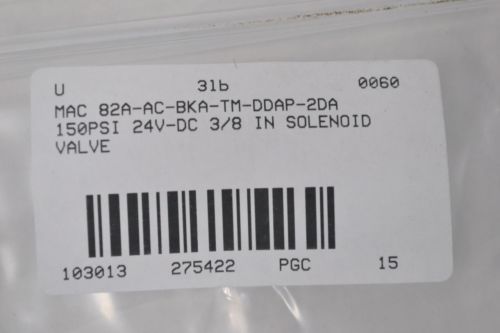 U 3lb 0060
MAC 82A-AC-BKA-TM-DDAP-2DA
150PSI 24V-DC 3/8 IN SOLENOID
VALVE
103013 275422 PGC 15